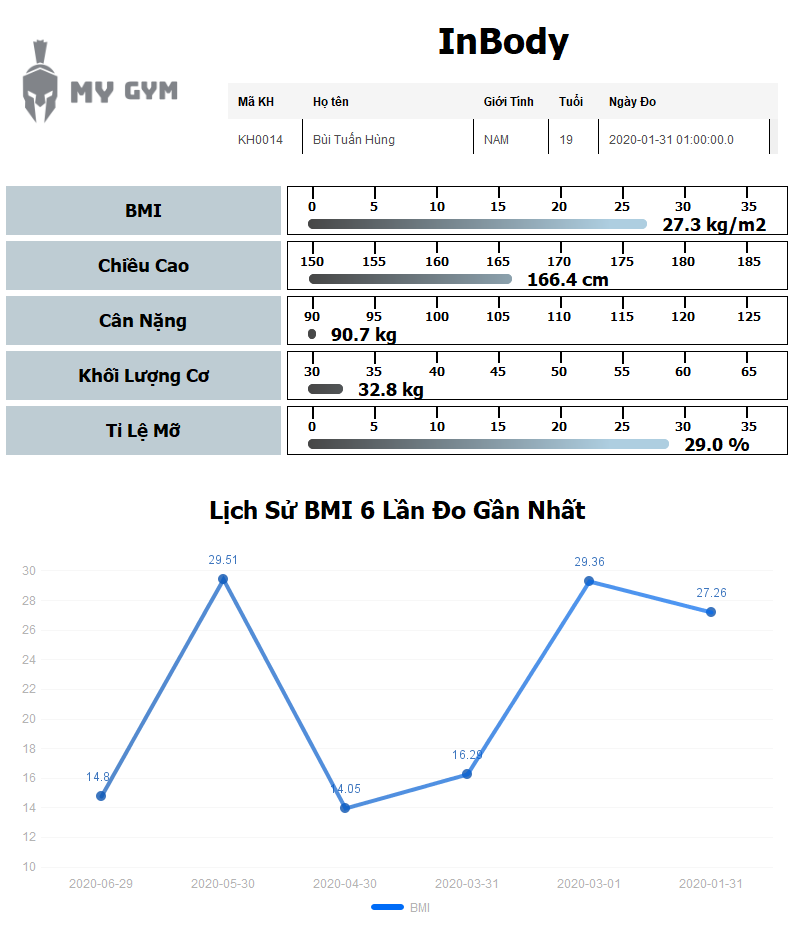 InBody
MY GYM
Mã KH Họ tên Giới Tính Tuổi Ngày Đo
KH0014 Bùi Tuấn Hùng NAM 19 2020-01-31 01:00:00.0
BMI
0 5 10 15 20 25 30 35
27.3 kg/m2
Chiều Cao
150 155 160 165 170 175 180 185
166.4 cm
Cân Nặng
90 95 100 105 110 115 120 125
90.7 kg
Khối Lượng Cơ
30 35 40 45 50 55 60 65
32.8 kg
Tỉ Lệ Mỡ
0 5 10 15 20 25 30 35
29.0 %
Lịch Sử BMI 6 Lần Đo Gần Nhất
29.51
29.36
30
27.26
28
26
24
22
20
18
16.29
16
14.8
14.05
14
12
10
2020-06-29 2020-05-30 2020-04-30 2020-03-31 2020-03-01 2020-01-31
BMI